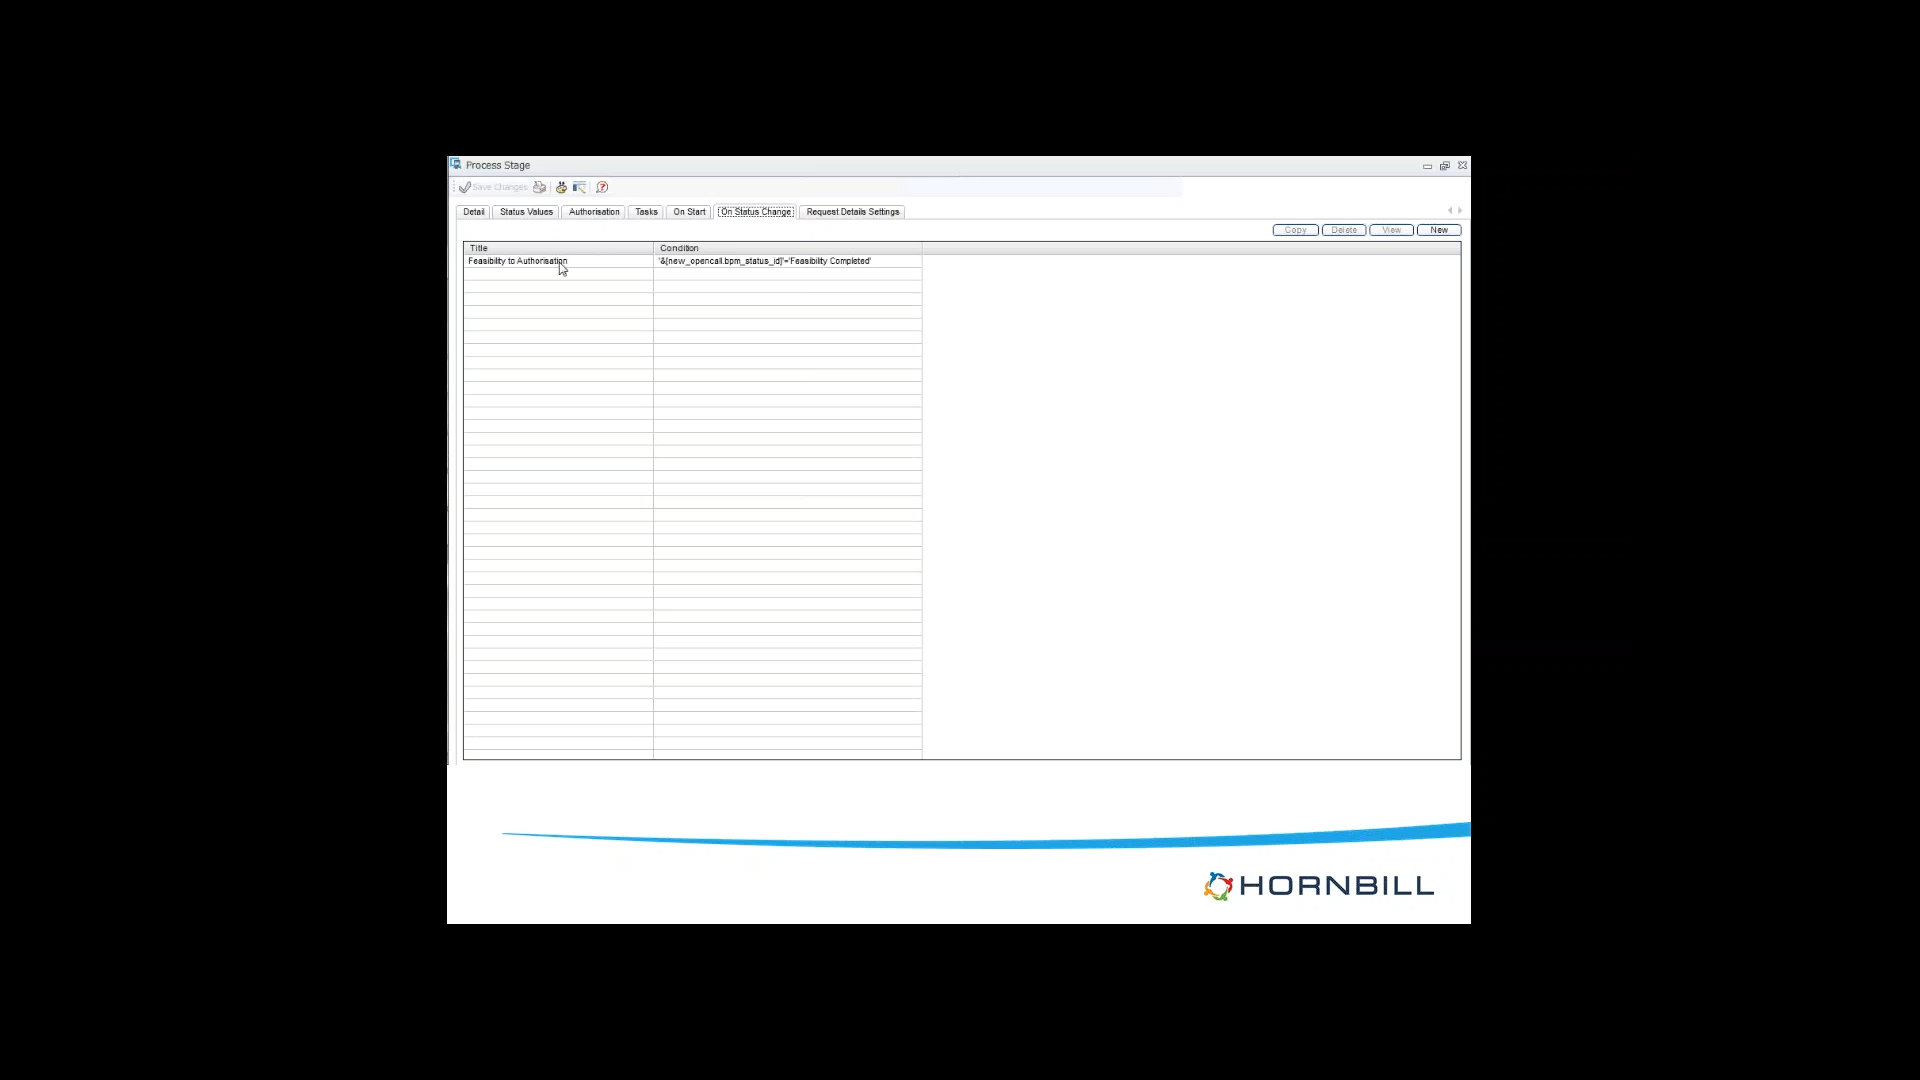 Process Stage
Save Changes
Detail Status Values Authorisation Tasks On Start On Status Change Request Details Settings
Copy Delete View New
Title Condition
Feasibility to Authorisation '&[new_opencall.bpm_status_id]'='Feasibility Completed'
HORNBILL